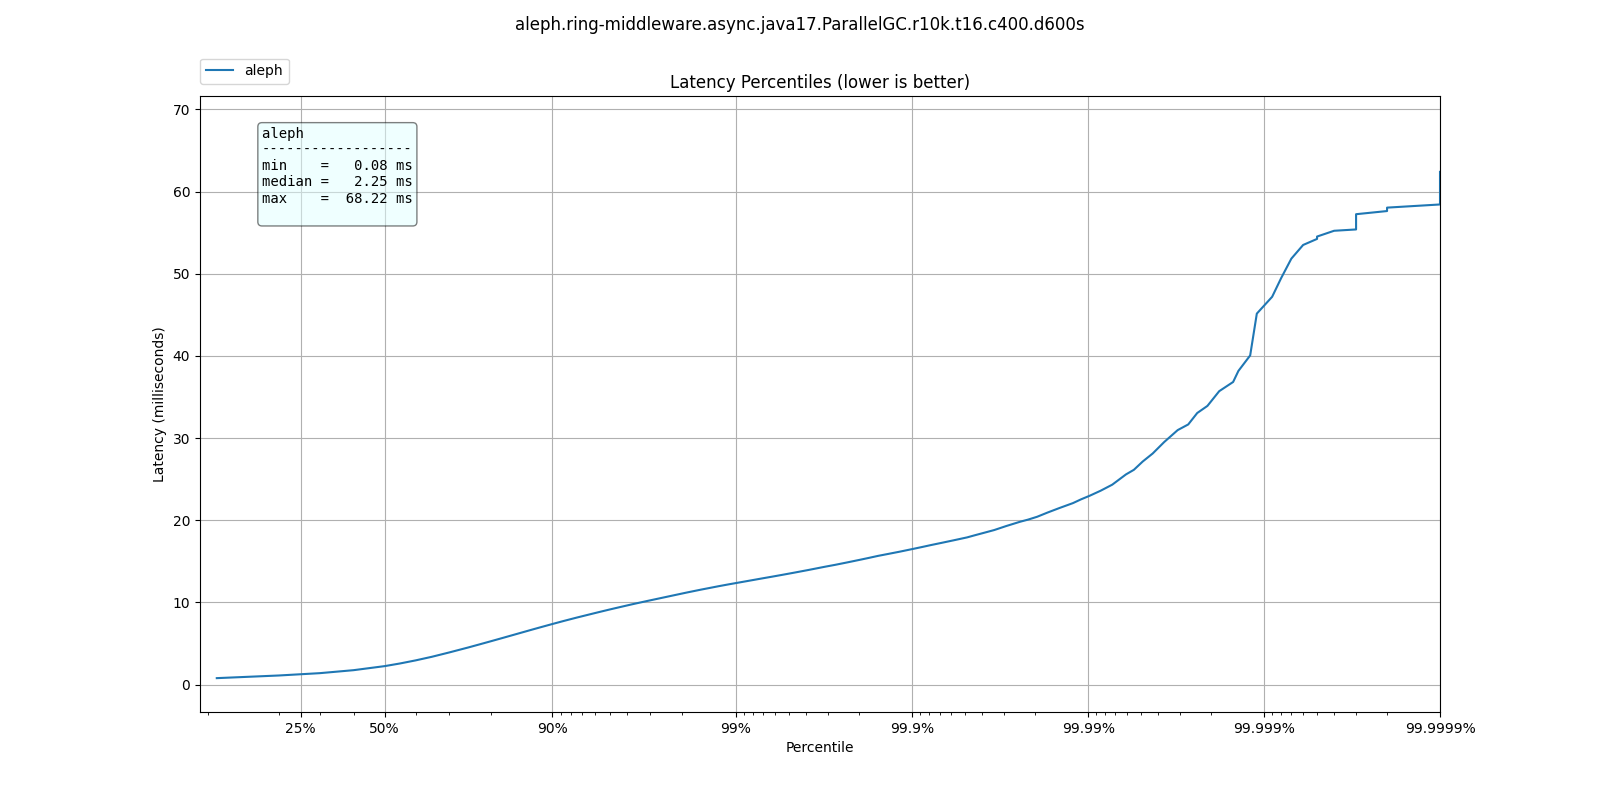 aleph.ring-middleware.async.java17.ParallelGC.r10k.t16.c400.d600s
aleph
Latency Percentiles (lower is better)
70
60
50
40
30
20
10
0
Latency (milliseconds)
aleph
------------------
min    =   0.08 ms
median =   2.25 ms
max    =  68.22 ms
25%
50%
90%
99%
99.9%
99.99%
99.999%
99.9999%
Percentile